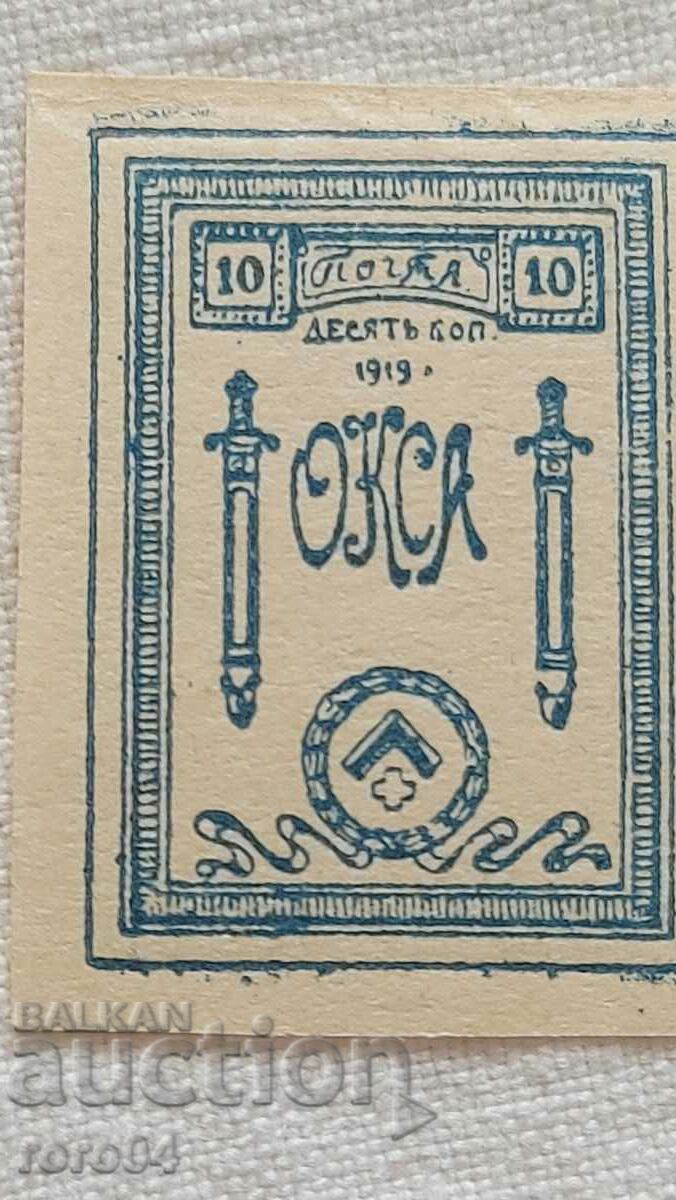 10 ПОЧТА. 10
ДЕСЯТЬ КОП.
1919.
ОКСА
BALKAN
auction
roro04